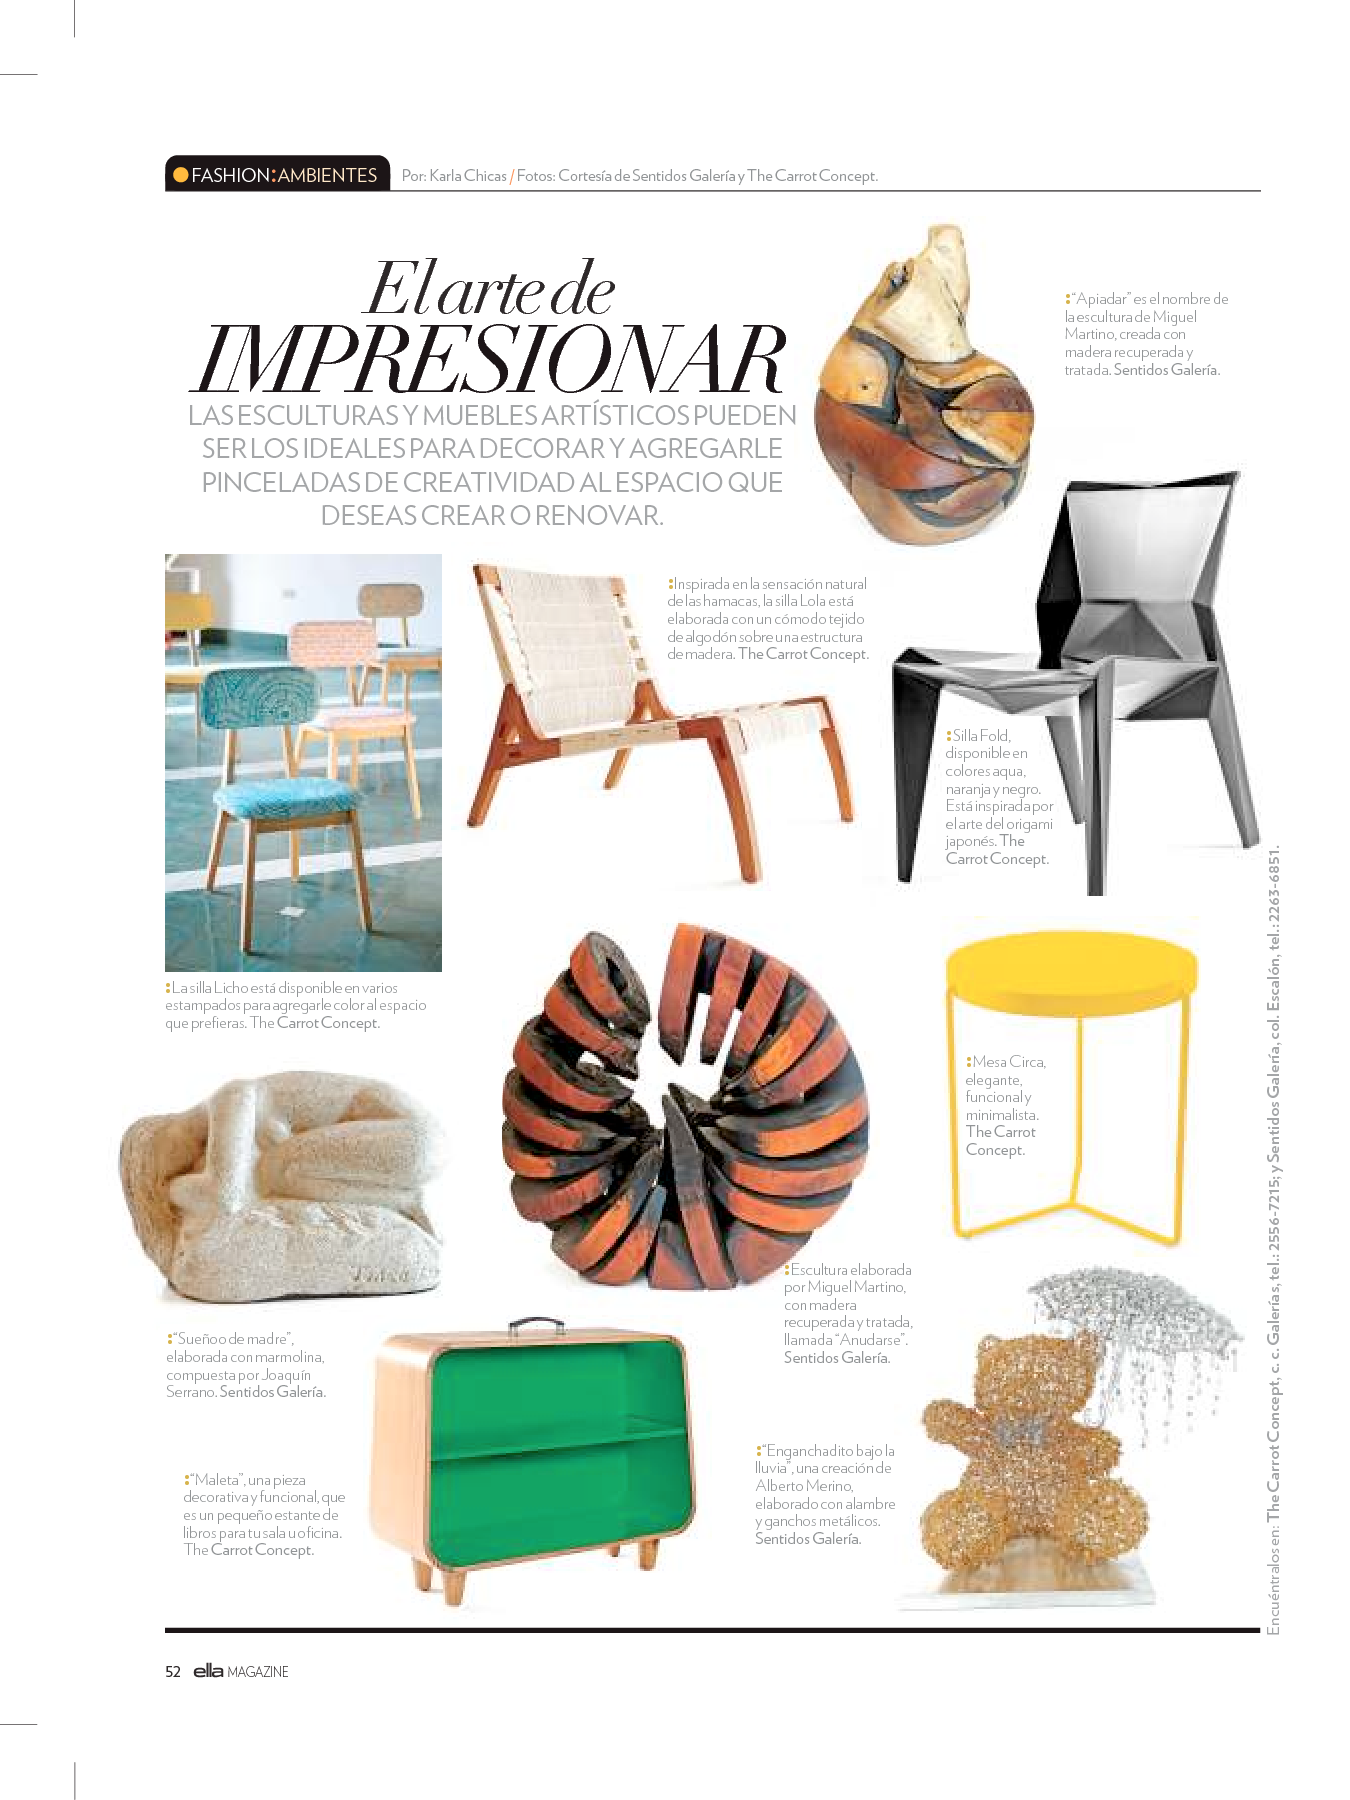 FASHION:AMBIENTES
Por: Karla Chicas / Fotos: Cortesía de Sentidos Galería y The Carrot Concept.
El arte de
IMPRESIONAR
LAS ESCULTURAS Y MUEBLES ARTÍSTICOS PUEDEN
SER LOS IDEALES PARA DECORAR Y AGREGARLE
PINCELADAS DE CREATIVIDAD AL ESPACIO QUE
DESEAS CREAR O RENOVAR.
:“Apiadar” es el nombre de
la escultura de Miguel
Martino, creada con
madera recuperada y
tratada. Sentidos Galería.
:Inspirada en la sensación natural
de las hamacas, la silla Lola está
elaborada con un cómodo tejido
de algodón sobre una estructura
de madera. The Carrot Concept.
:Silla Fold,
disponible en
colores aqua,
naranja y negro.
Está inspirada por
el arte del origami
japonés. The
Carrot Concept.
:La silla Licho está disponible en varios
estampados para agregarle color al espacio
que prefieras. The Carrot Concept.
:Mesa Circa,
elegante,
funcional y
minimalista.
The Carrot
Concept.
:Escultura elaborada
por Miguel Martino,
con madera
recuperada y tratada,
llamada “Anudarse”.
Sentidos Galería.
:“Sueñoo de madre”,
elaborada con marmolina,
compuesta por Joaquín
Serrano. Sentidos Galería.
:“Maleta”, una pieza
decorativa y funcional, que
es un pequeño estante de
libros para tu sala u oficina.
The Carrot Concept.
:“Enganchadito bajo la
lluvia”, una creación de
Alberto Merino,
elaborado con alambre
y ganchos metálicos.
Sentidos Galería.
Encuéntralos en: The Carrot Concept, c. c. Galerías, tel.: 2556-7215; y Sentidos Galería, col. Escalón, tel.: 2263-6851.
52 ella MAGAZINE